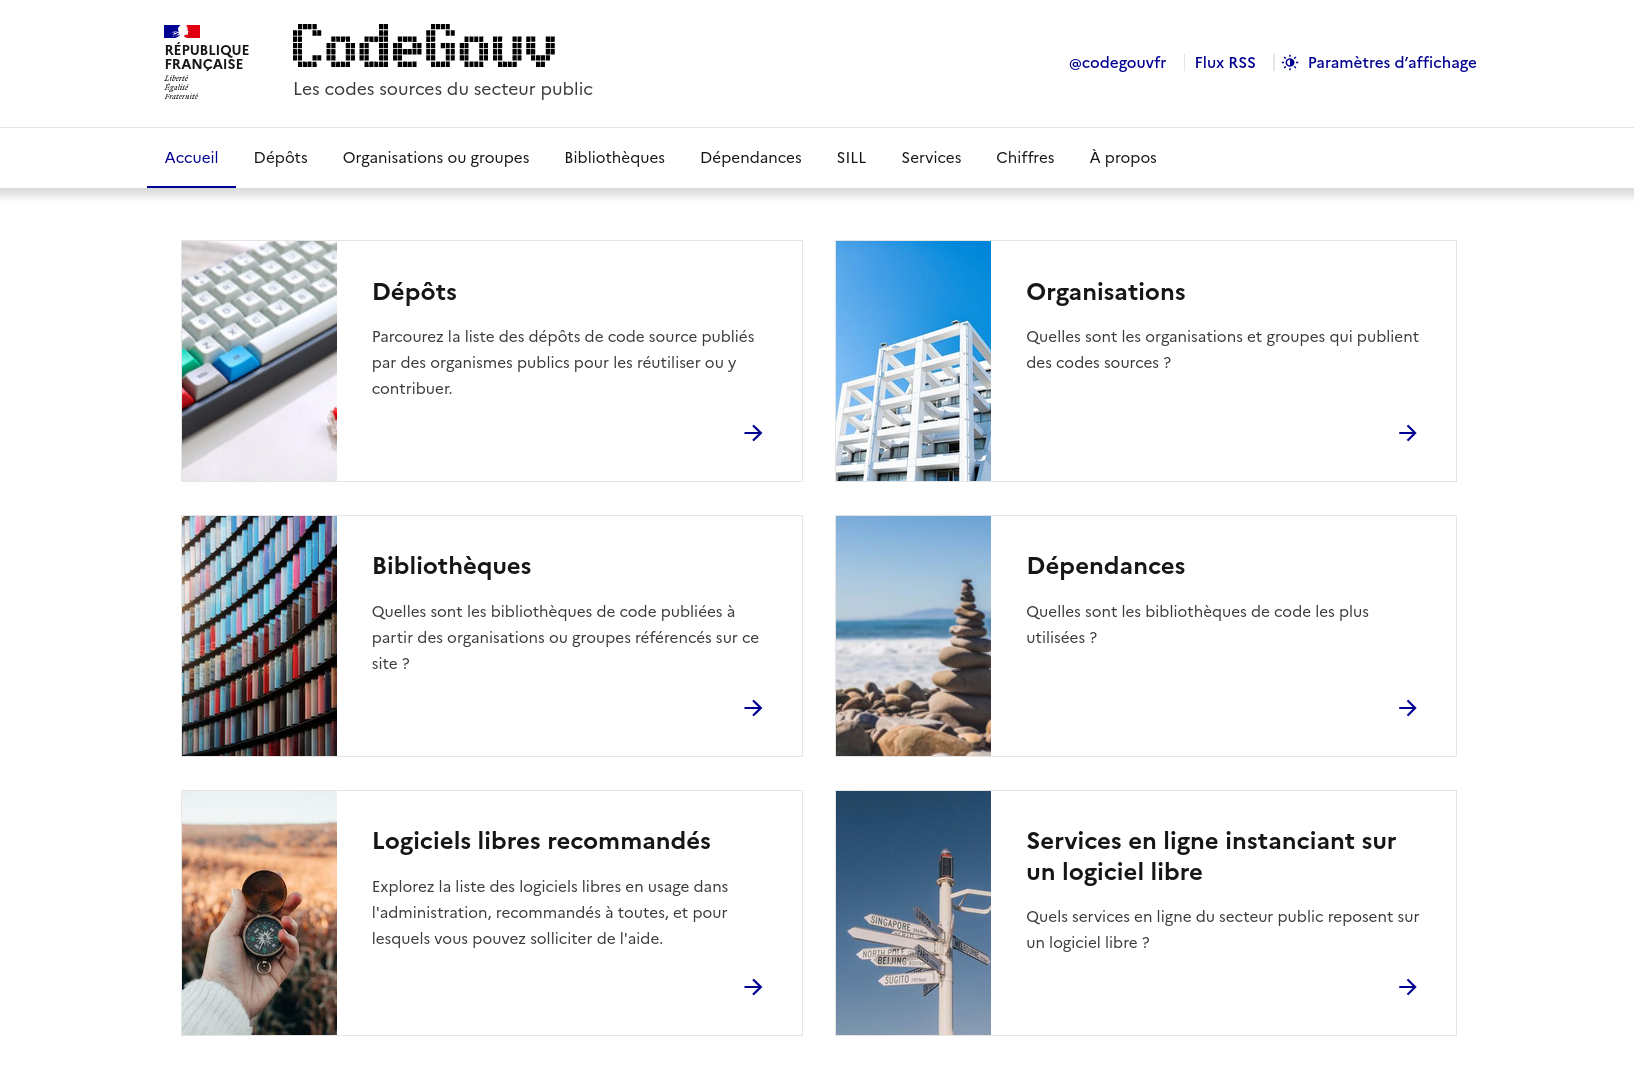 RÉPUBLIQUE
FRANÇAISE
Liberté
Égalité
Fraternité
CodeGouv
Les codes sources du secteur public
@codegouvfr
Flux RSS
Paramètres d’affichage
Accueil
Dépôts
Organisations ou groupes
Bibliothèques
Dépendances
SILL
Services
Chiffres
À propos
Dépôts
Parcourez la liste des dépôts de code source publiés
par des organismes publics pour les réutiliser ou y
contribuer.
Organisations
Quelles sont les organisations et groupes qui publient
des codes sources ?
Bibliothèques
Quelles sont les bibliothèques de code publiées à
partir des organisations ou groupes référencés sur ce
site ?
Dépendances
Quelles sont les bibliothèques de code les plus
utilisées ?
Logiciels libres recommandés
Explorez la liste des logiciels libres en usage dans
l'administration, recommandés à toutes, et pour
lesquels vous pouvez solliciter de l'aide.
SINGAPORE
NORTH POLE
BEIJING
SUGITO
Services en ligne instanciant sur
un logiciel libre
Quels services en ligne du secteur public reposent sur
un logiciel libre ?